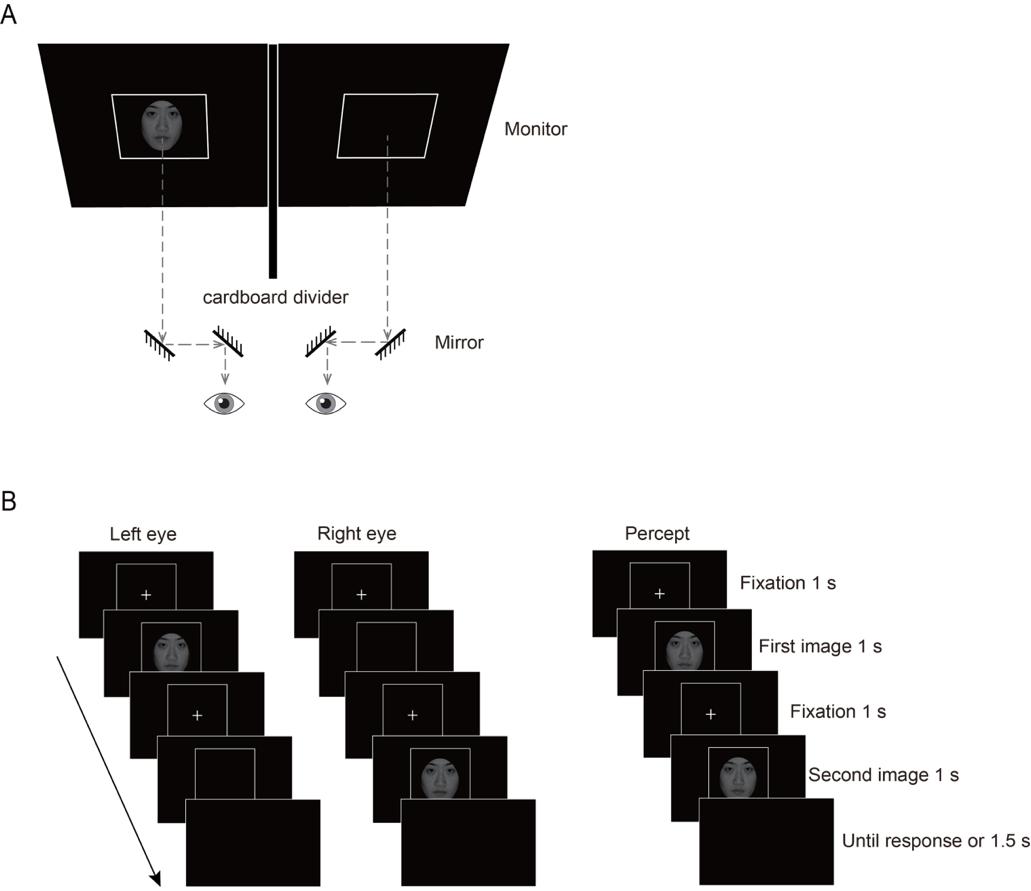 A
Monitor
cardboard divider
Mirror
B
Left eye
Right eye
Percept
Fixation 1 s
First image 1 s
Fixation 1 s
Second image 1 s
Until response or 1.5 s